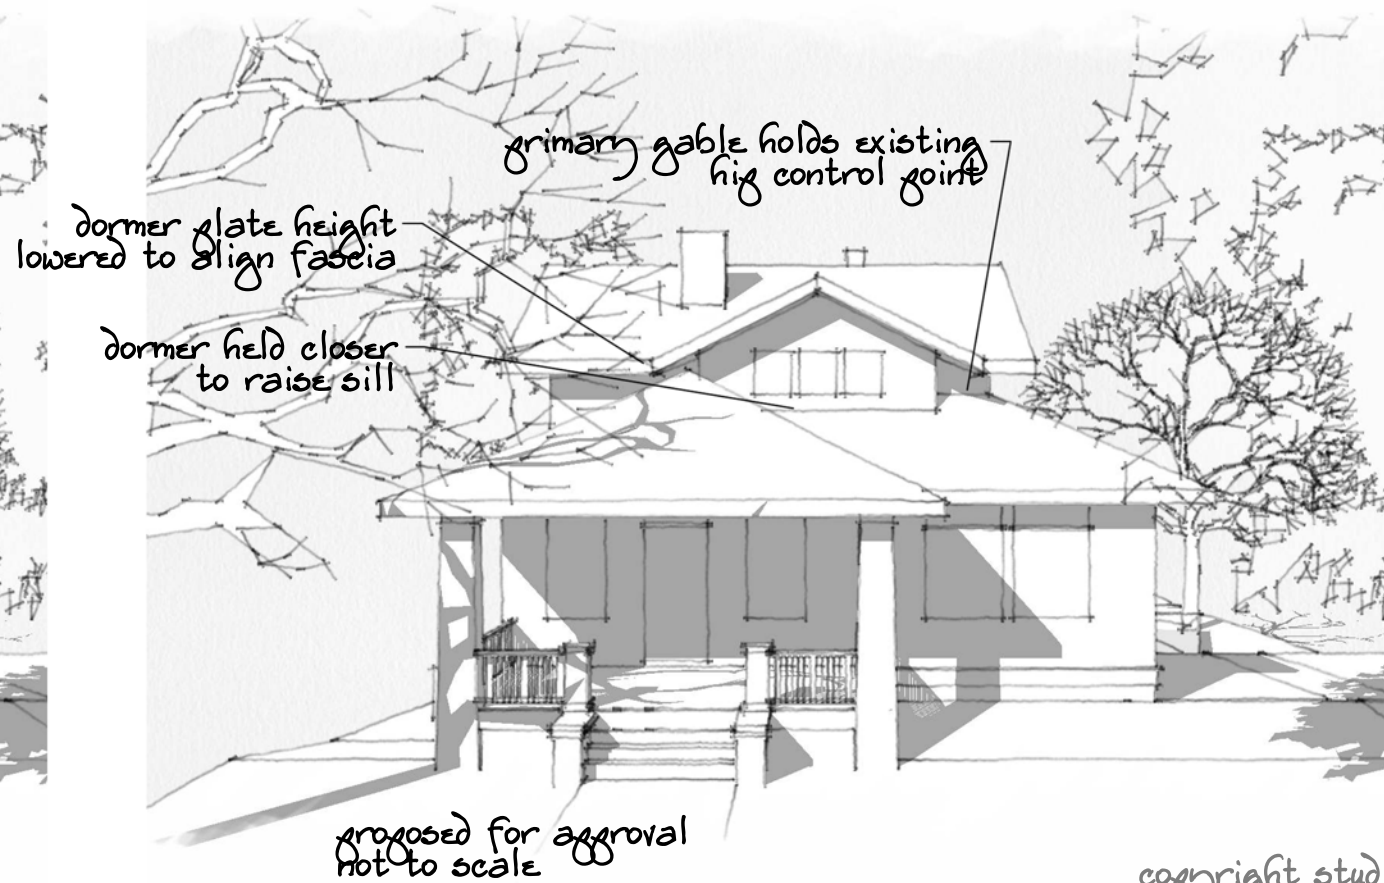 primary gable holds existing
hip control point
dormer plate height
lowered to align fascia
dormer held closer
to raise sill
proposed for approval
not to scale
copyright stud